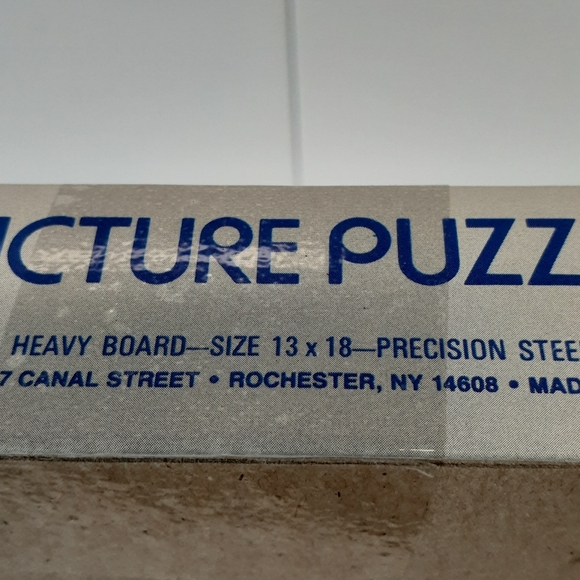 ICTURE PUZZ
HEAVY BOARD—SIZE 13 x 18—PRECISION STEE
7 CANAL STREET • ROCHESTER, NY 14608 • MAD